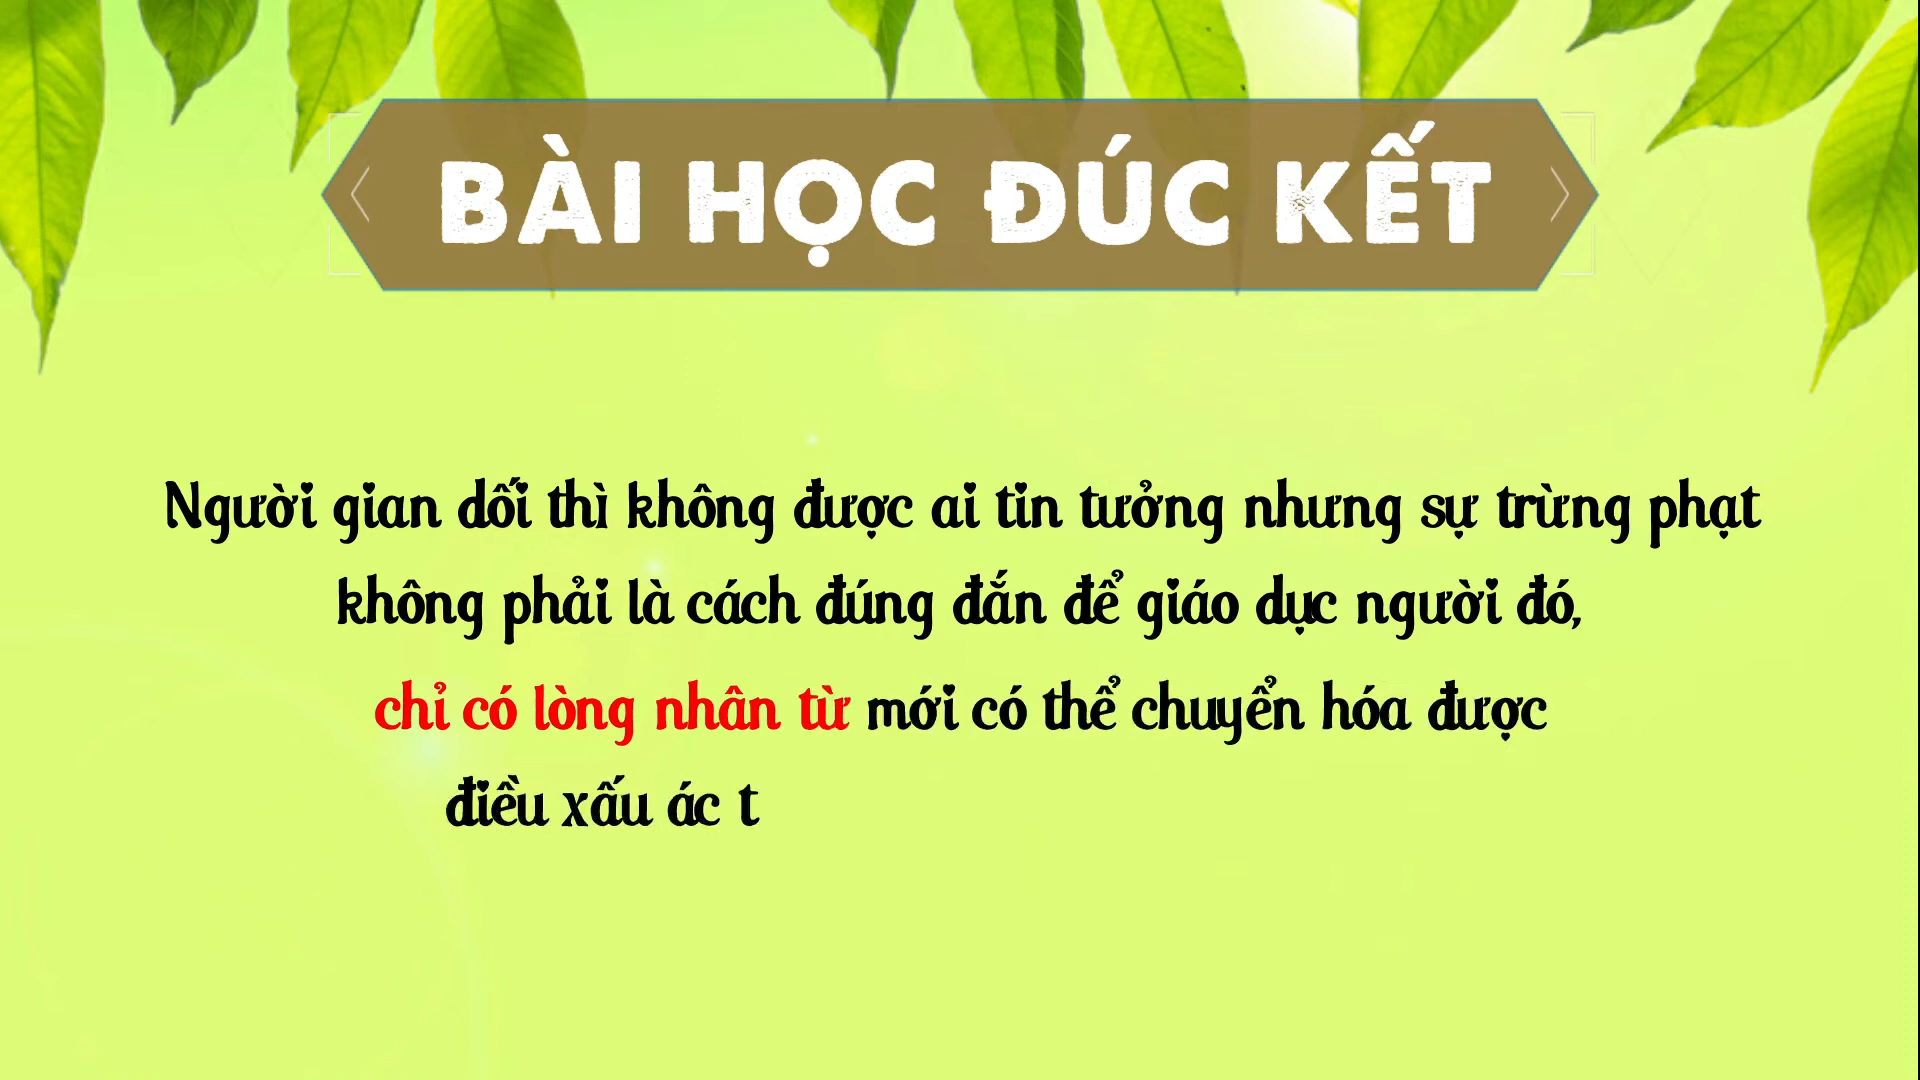 BÀI HỌC ĐÚC KẾT
Người gian dối thì không được ai tin tưởng nhưng sự trừng phạt
không phải là cách đúng đắn để giáo dục người đó,
chỉ có lòng nhân từ mới có thể chuyển hóa được
điều xấu ác t